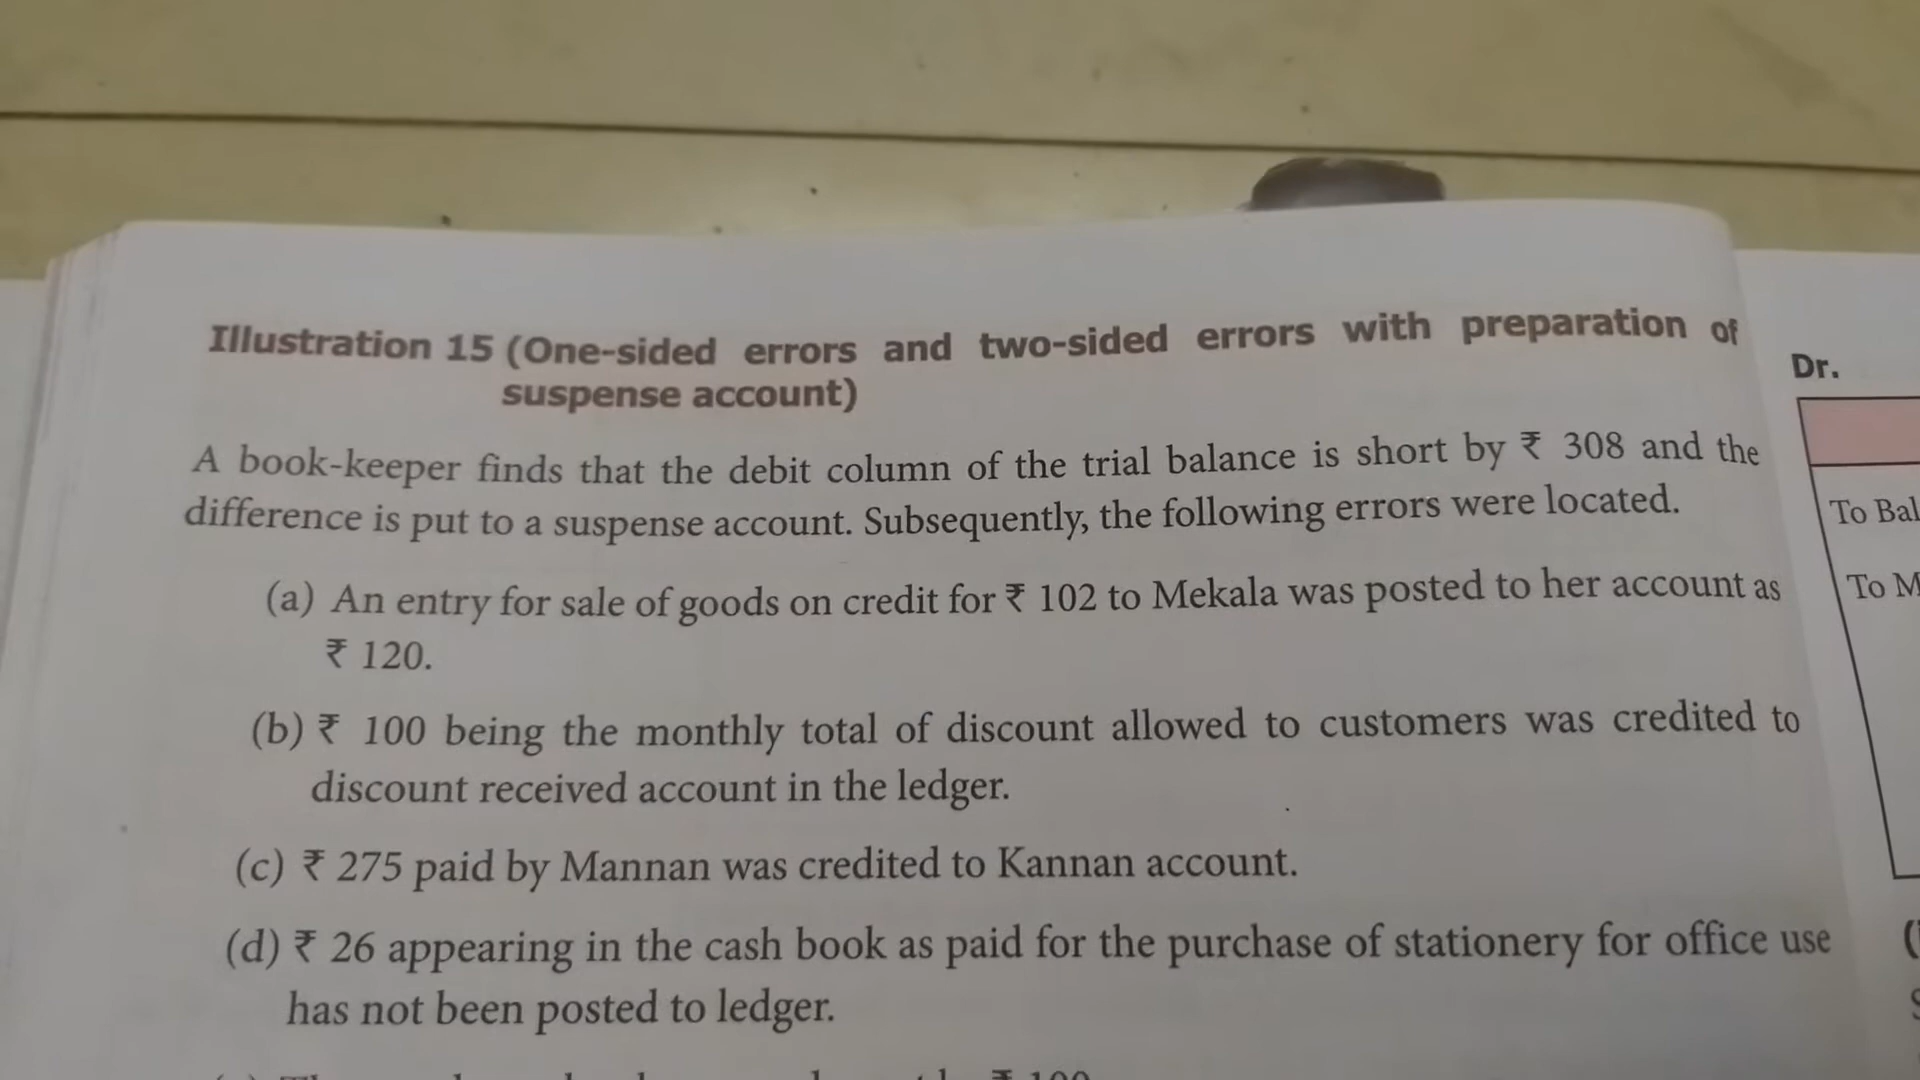 Illustration 15 (One-sided errors and two-sided errors with preparation of
suspense account)
A book-keeper finds that the debit column of the trial balance is short by ₹ 308 and the
difference is put to a suspense account. Subsequently, the following errors were located.
(a) An entry for sale of goods on credit for ₹ 102 to Mekala was posted to her account as
₹ 120.
(b) ₹ 100 being the monthly total of discount allowed to customers was credited to
discount received account in the ledger.
(c) ₹ 275 paid by Mannan was credited to Kannan account.
(d) ₹ 26 appearing in the cash book as paid for the purchase of stationery for office use
has not been posted to ledger.
Dr.
To Bal
To M